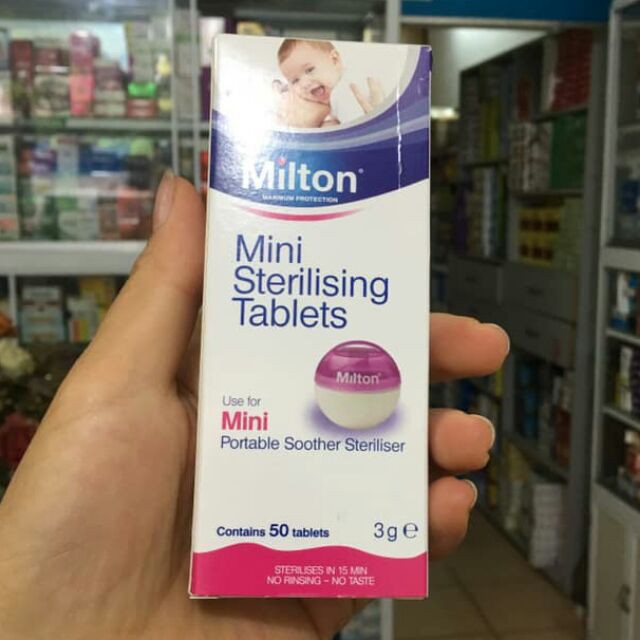 Milton®
MAXIMUM PROTECTION
Mini
Sterilising
Tablets
Milton®
Use for
Mini
Portable Soother Steriliser
Contains 50 tablets
3g ℮
STERILISES IN 15 MIN
NO RINSING – NO TASTE